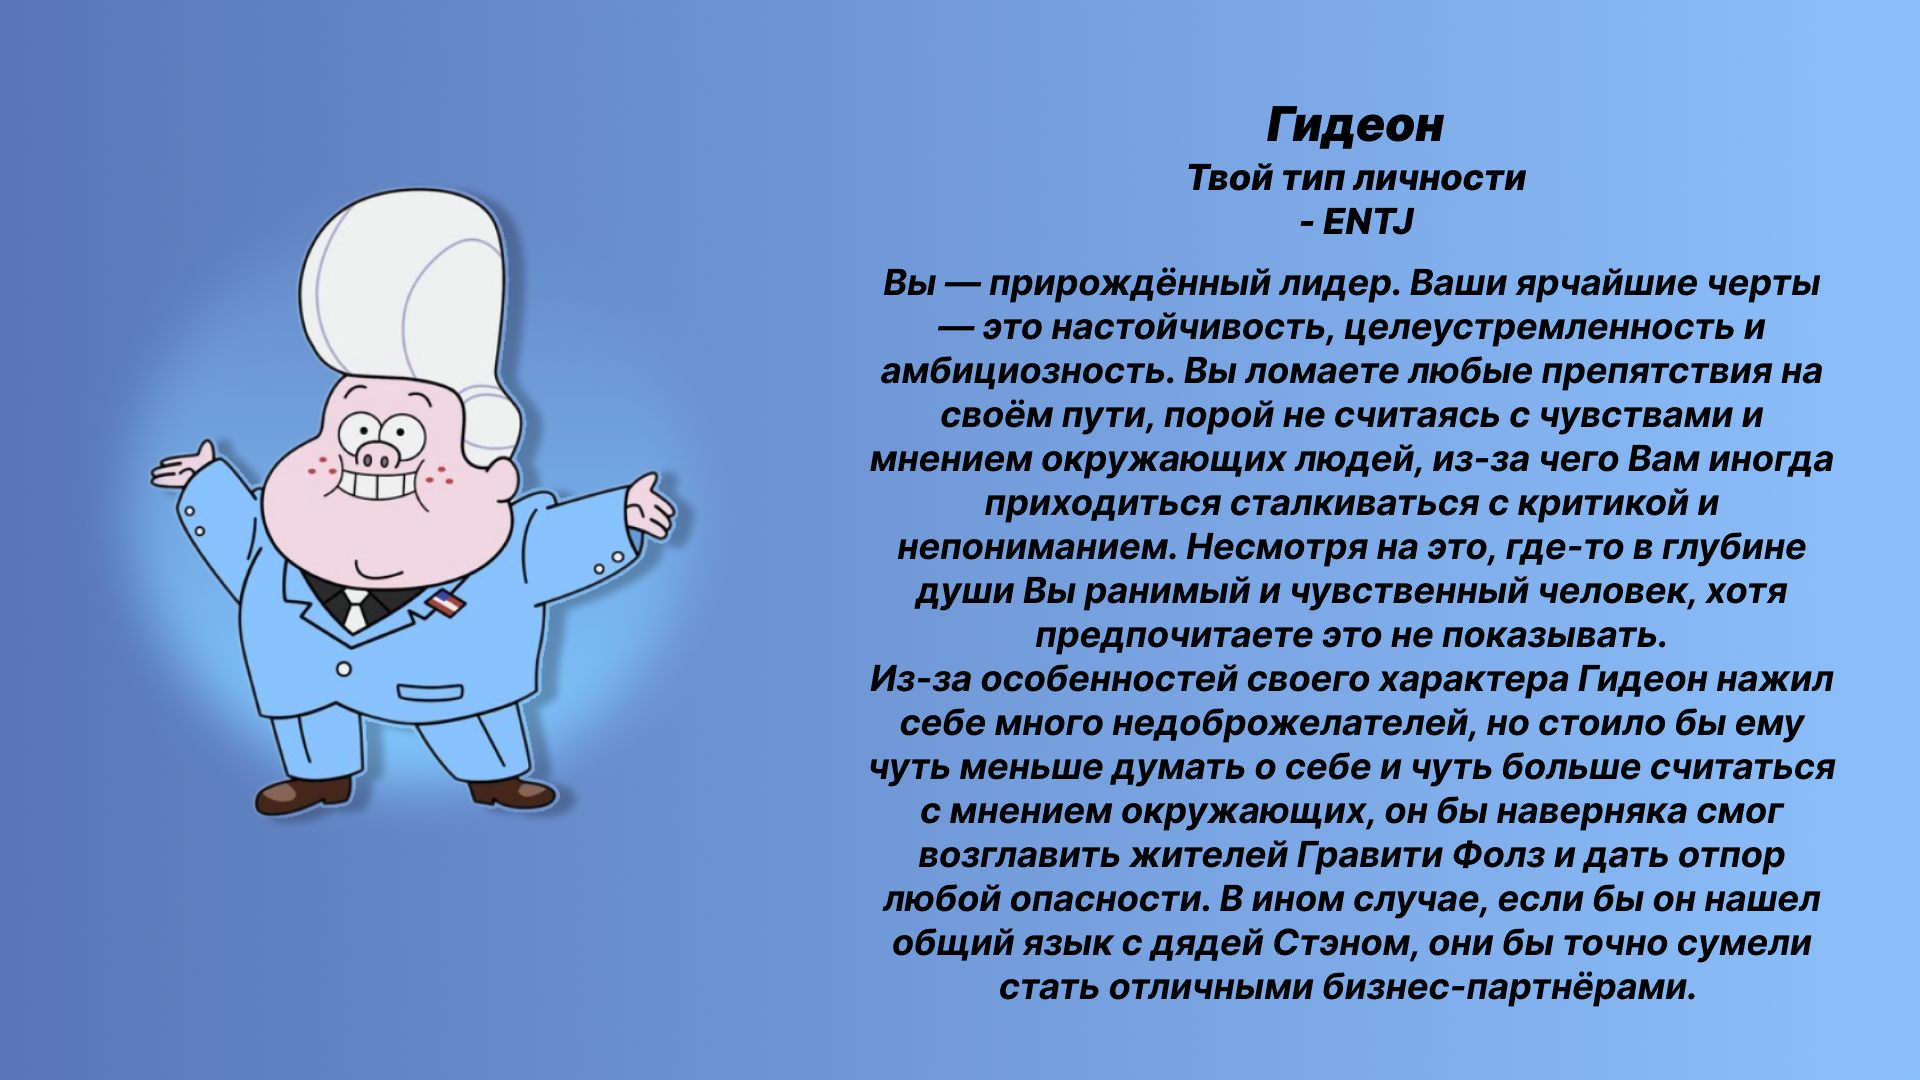 Гидеон
Твой тип личности
- ENTJ
Вы — прирождённый лидер. Ваши ярчайшие черты
— это настойчивость, целеустремленность и
амбициозность. Вы ломаете любые препятствия на
своём пути, порой не считаясь с чувствами и
мнением окружающих людей, из-за чего Вам иногда
приходиться сталкиваться с критикой и
непониманием. Несмотря на это, где-то в глубине
души Вы ранимый и чувственный человек, хотя
предпочитаете это не показывать.
Из-за особенностей своего характера Гидеон нажил
себе много недоброжелателей, но стоило бы ему
чуть меньше думать о себе и чуть больше считаться
с мнением окружающих, он бы наверняка смог
возглавить жителей Гравити Фолз и дать отпор
любой опасности. В ином случае, если бы он нашел
общий язык с дядей Стэном, они бы точно сумели
стать отличными бизнес-партнёрами.